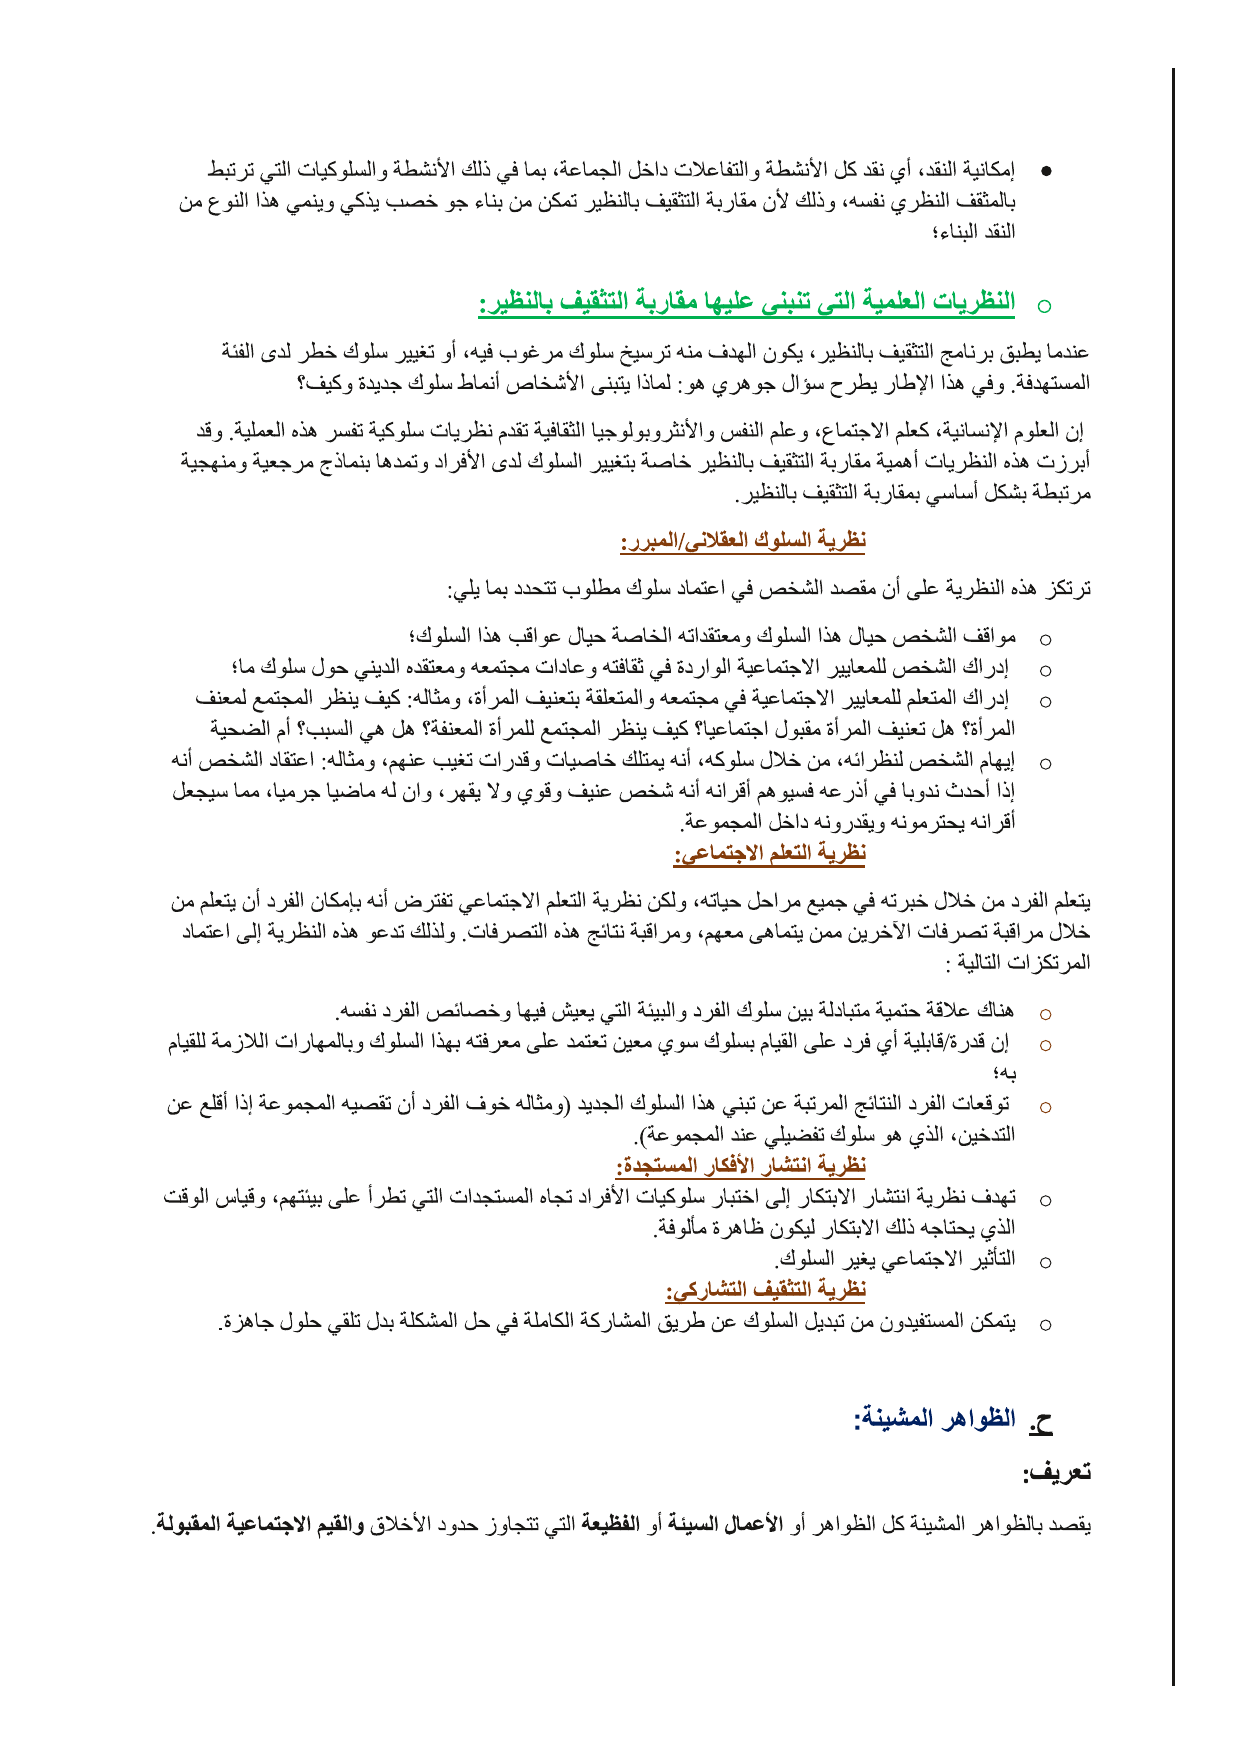 ● إمكانية النقد، أي نقد كل الأنشطة والتفاعلات داخل الجماعة، بما في ذلك الأنشطة والسلوكيات التي ترتبط
بالمثقف النظري نفسه، وذلك لأن مقاربة التثقيف بالنظير تمكن من بناء جو خصب يذكي وينمي هذا النوع من
النقد البناء؛
o النظريات العلمية التي تنبني عليها مقاربة التثقيف بالنظير:
عندما يطبق برنامج التثقيف بالنظير، يكون الهدف منه ترسيخ سلوك مرغوب فيه، أو تغيير سلوك خطر لدى الفئة
المستهدفة. وفي هذا الإطار يطرح سؤال جوهري هو: لماذا يتبنى الأشخاص أنماط سلوك جديدة وكيف؟
إن العلوم الإنسانية، كعلم الاجتماع، وعلم النفس والأنثروبولوجيا الثقافية تقدم نظريات سلوكية تفسر هذه العملية. وقد
أبرزت هذه النظريات أهمية مقاربة التثقيف بالنظير خاصة بتغيير السلوك لدى الأفراد وتمدها بنماذج مرجعية ومنهجية
مرتبطة بشكل أساسي بمقاربة التثقيف بالنظير.
نظرية السلوك العقلاني/المبرر:
ترتكز هذه النظرية على أن مقصد الشخص في اعتماد سلوك مطلوب تتحدد بما يلي:
o مواقف الشخص حيال هذا السلوك ومعتقداته الخاصة حيال عواقب هذا السلوك؛
o إدراك الشخص للمعايير الاجتماعية الواردة في ثقافته وعادات مجتمعه ومعتقده الديني حول سلوك ما؛
o إدراك المتعلم للمعايير الاجتماعية في مجتمعه والمتعلقة بتعنيف المرأة، ومثاله: كيف ينظر المجتمع لمعنف
المرأة؟ هل تعنيف المرأة مقبول اجتماعيا؟ كيف ينظر المجتمع للمرأة المعنفة؟ هل هي السبب؟ أم الضحية
o إيهام الشخص لنظرائه، من خلال سلوكه، أنه يمتلك خاصيات وقدرات تغيب عنهم، ومثاله: اعتقاد الشخص أنه
إذا أحدث ندوبا في أذرعه فسيوهم أقرانه أنه شخص عنيف وقوي ولا يقهر، وان له ماضيا جرميا، مما سيجعل
أقرانه يحترمونه ويقدرونه داخل المجموعة.
نظرية التعلم الاجتماعي:
يتعلم الفرد من خلال خبرته في جميع مراحل حياته، ولكن نظرية التعلم الاجتماعي تفترض أنه بإمكان الفرد أن يتعلم من
خلال مراقبة تصرفات الآخرين ممن يتماهى معهم، ومراقبة نتائج هذه التصرفات. ولذلك تدعو هذه النظرية إلى اعتماد
المرتكزات التالية :
o هناك علاقة حتمية متبادلة بين سلوك الفرد والبيئة التي يعيش فيها وخصائص الفرد نفسه.
o إن قدرة/قابلية أي فرد على القيام بسلوك سوي معين تعتمد على معرفته بهذا السلوك وبالمهارات اللازمة للقيام
به؛
o توقعات الفرد النتائج المرتبة عن تبني هذا السلوك الجديد (ومثاله خوف الفرد أن تقصيه المجموعة إذا أقلع عن
التدخين، الذي هو سلوك تفضيلي عند المجموعة).
نظرية انتشار الأفكار المستجدة:
o تهدف نظرية انتشار الابتكار إلى اختبار سلوكيات الأفراد تجاه المستجدات التي تطرأ على بيئتهم، وقياس الوقت
الذي يحتاجه ذلك الابتكار ليكون ظاهرة مألوفة.
o التأثير الاجتماعي يغير السلوك.
نظرية التثقيف التشاركي:
o يتمكن المستفيدون من تبديل السلوك عن طريق المشاركة الكاملة في حل المشكلة بدل تلقي حلول جاهزة.
ح. الظواهر المشينة:
تعريف:
يقصد بالظواهر المشينة كل الظواهر أو الأعمال السيئة أو الفظيعة التي تتجاوز حدود الأخلاق والقيم الاجتماعية المقبولة.